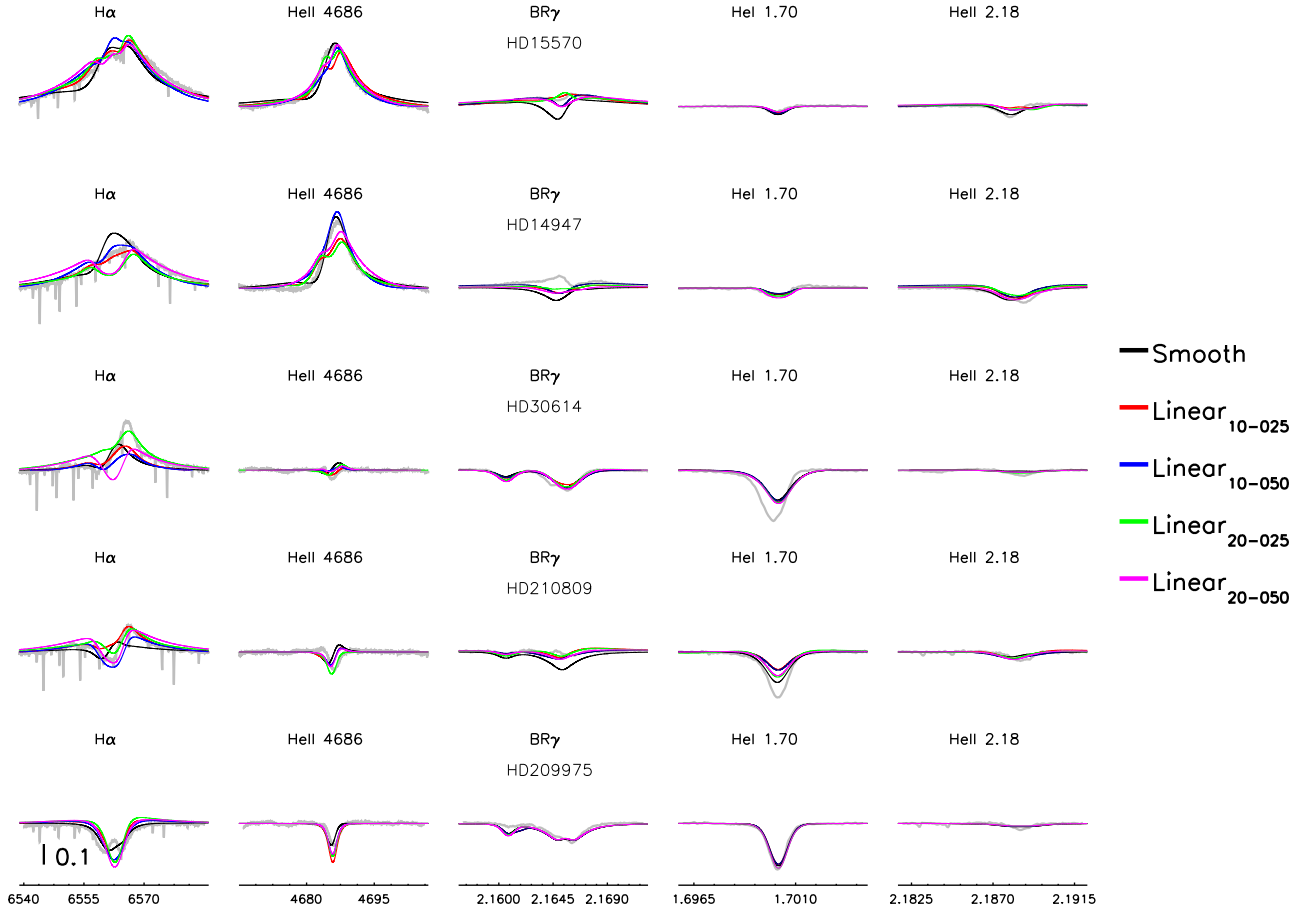 Hα HeII 4686 BRγ HeI 1.70 HeII 2.18
HD15570
Hα HeII 4686 BRγ HeI 1.70 HeII 2.18
HD14947
Hα HeII 4686 BRγ HeI 1.70 HeII 2.18
HD30614
Hα HeII 4686 BRγ HeI 1.70 HeII 2.18
HD210809
Hα HeII 4686 BRγ HeI 1.70 HeII 2.18
HD209975
0.1
6540 6555 6570 4680 4695 2.1600 2.1645 2.1690 1.6965 1.7010 2.1825 2.1870 2.1915
Smooth
Linear10-025
Linear10-050
Linear20-025
Linear20-050